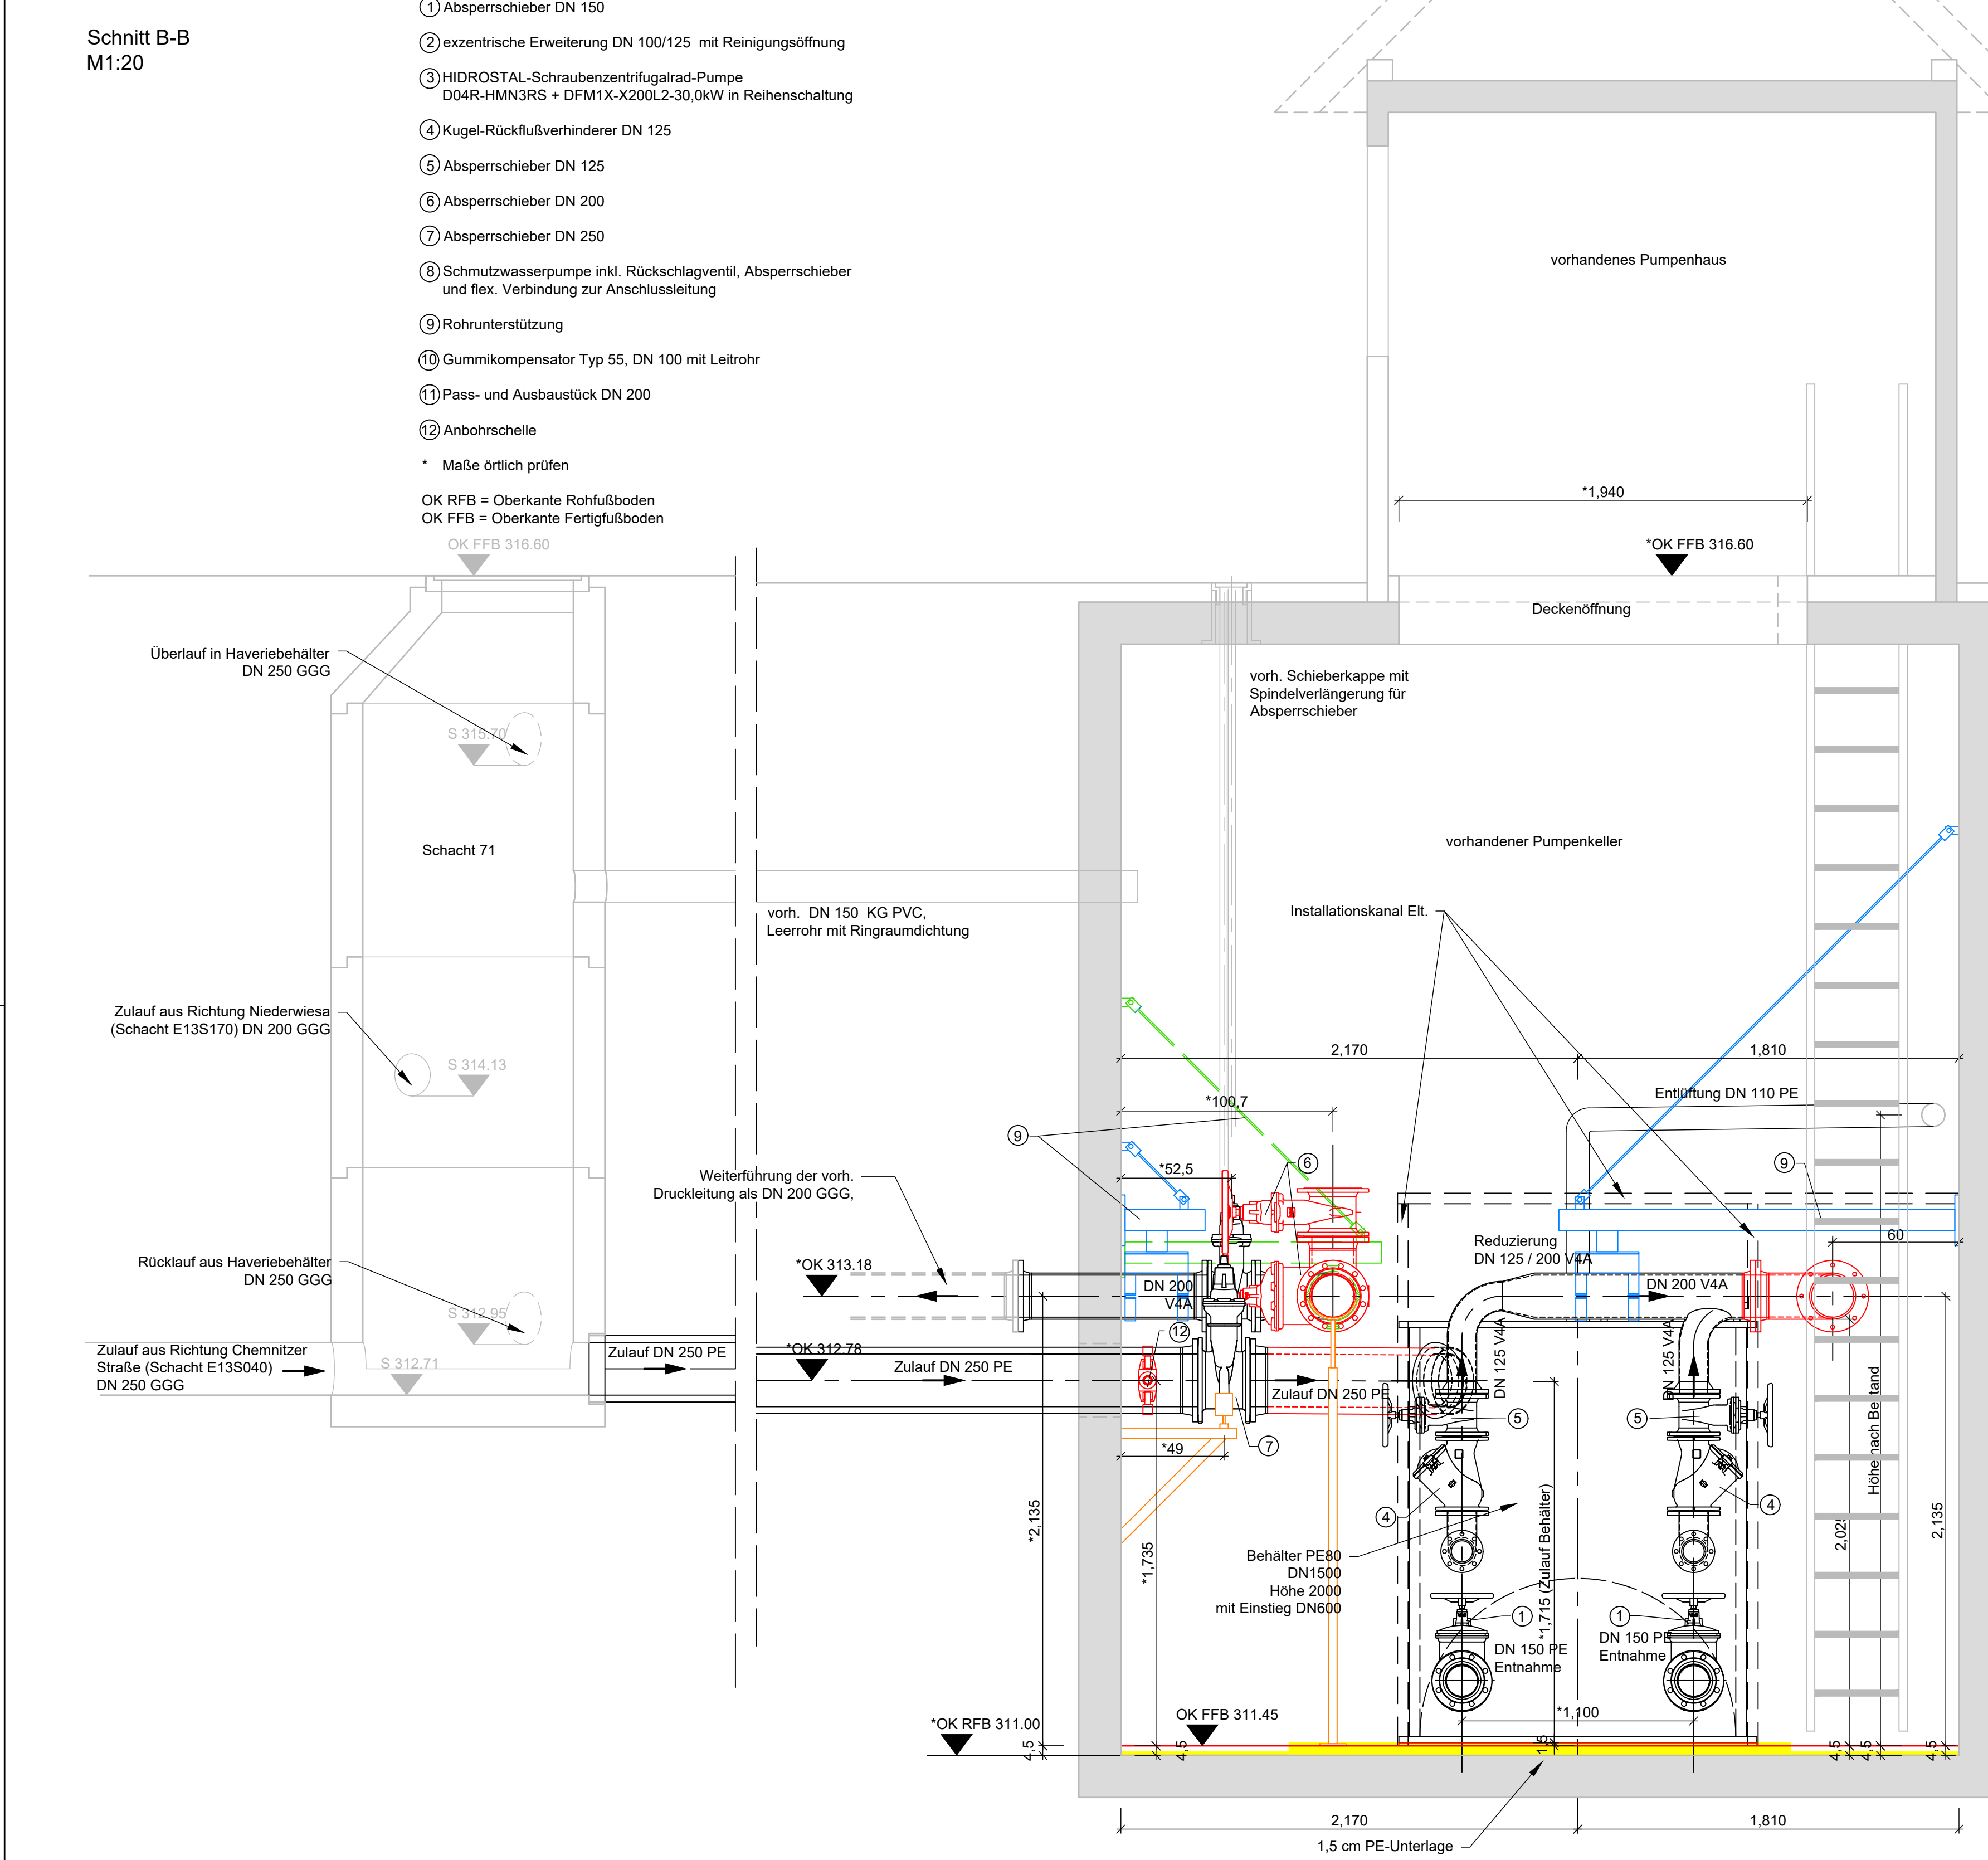 Schnitt B-B
M1:20
1 Absperrschieber DN 150
2 exzentrische Erweiterung DN 100/125 mit Reinigungsöffnung
3 HIDROSTAL-Schraubenzentrifugalrad-Pumpe
D04R-HMN3RS + DFM1X-X200L2-30,0kW in Reihenschaltung
4 Kugel-Rückflußverhinderer DN 125
5 Absperrschieber DN 125
6 Absperrschieber DN 200
7 Absperrschieber DN 250
8 Schmutzwasserpumpe inkl. Rückschlagventil, Absperrschieber
und flex. Verbindung zur Anschlussleitung
9 Rohrunterstützung
10 Gummikompensator Typ 55, DN 100 mit Leitrohr
11 Pass- und Ausbaustück DN 200
12 Anbohrschelle
* Maße örtlich prüfen
OK RFB = Oberkante Rohfußboden
OK FFB = Oberkante Fertigfußboden
OK FFB 316.60
vorhandenes Pumpenhaus
*1,940
*OK FFB 316.60
Deckenöffnung
Überlauf in Haveriebehälter
DN 250 GGG
S 315.70
vorh. Schieberkappe mit
Spindelverlängerung für
Absperrschieber
Schacht 71
vorhandener Pumpenkeller
vorh. DN 150 KG PVC,
Leerrohr mit Ringraumdichtung
Installationskanal Elt.
Zulauf aus Richtung Niederwiesa
(Schacht E13S170) DN 200 GGG
S 314.13
2,170
1,810
Entlüftung DN 110 PE
*100,7
9
*52,5
6
9
Weiterführung der vorh.
Druckleitung als DN 200 GGG,
Rücklauf aus Haveriebehälter
DN 250 GGG
S 312.95
*OK 313.18
DN 200
V4A
Reduzierung
DN 125 / 200 V4A
DN 200 V4A
60
12
Zulauf aus Richtung Chemnitzer
Straße (Schacht E13S040)
DN 250 GGG
S 312.71
Zulauf DN 250 PE
*OK 312.78
Zulauf DN 250 PE
Zulauf DN 250 PE
DN 125 V4A
DN 125 V4A
5
5
*49
7
4
4
Höhe nach Bestand
*2,135
*1,735
*1,715 (Zulauf Behälter)
2,025
2,135
Behälter PE80
DN1500
Höhe 2000
mit Einstieg DN600
1
1
DN 150 PE
Entnahme
DN 150 PE
Entnahme
*1,100
*OK RFB 311.00
OK FFB 311.45
4,5
4,5
1,5
4,5
4,5
4,5
2,170
1,810
1,5 cm PE-Unterlage